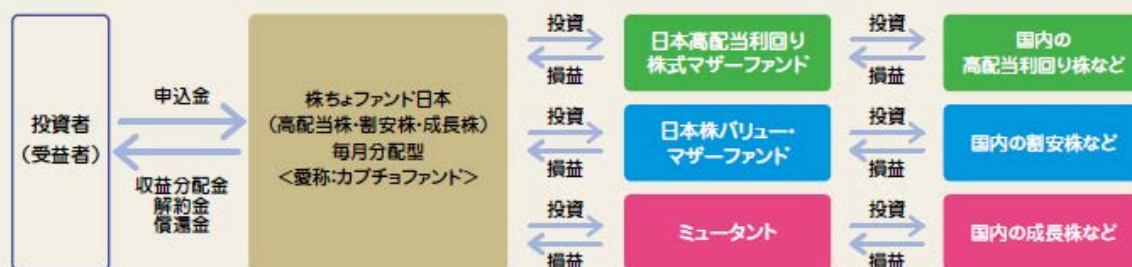 投資者
(受益者)
申込金
収益分配金
解約金
償還金
株ちょファンド日本
(高配当株・割安株・成長株)
毎月分配型
<愛称:カブチョファンド>
投資
損益
日本高配当利回り
株式マザーファンド
投資
損益
国内の
高配当利回り株など
投資
損益
日本株バリュー・
マザーファンド
投資
損益
国内の割安株など
投資
損益
ミュータント
投資
損益
国内の成長株など